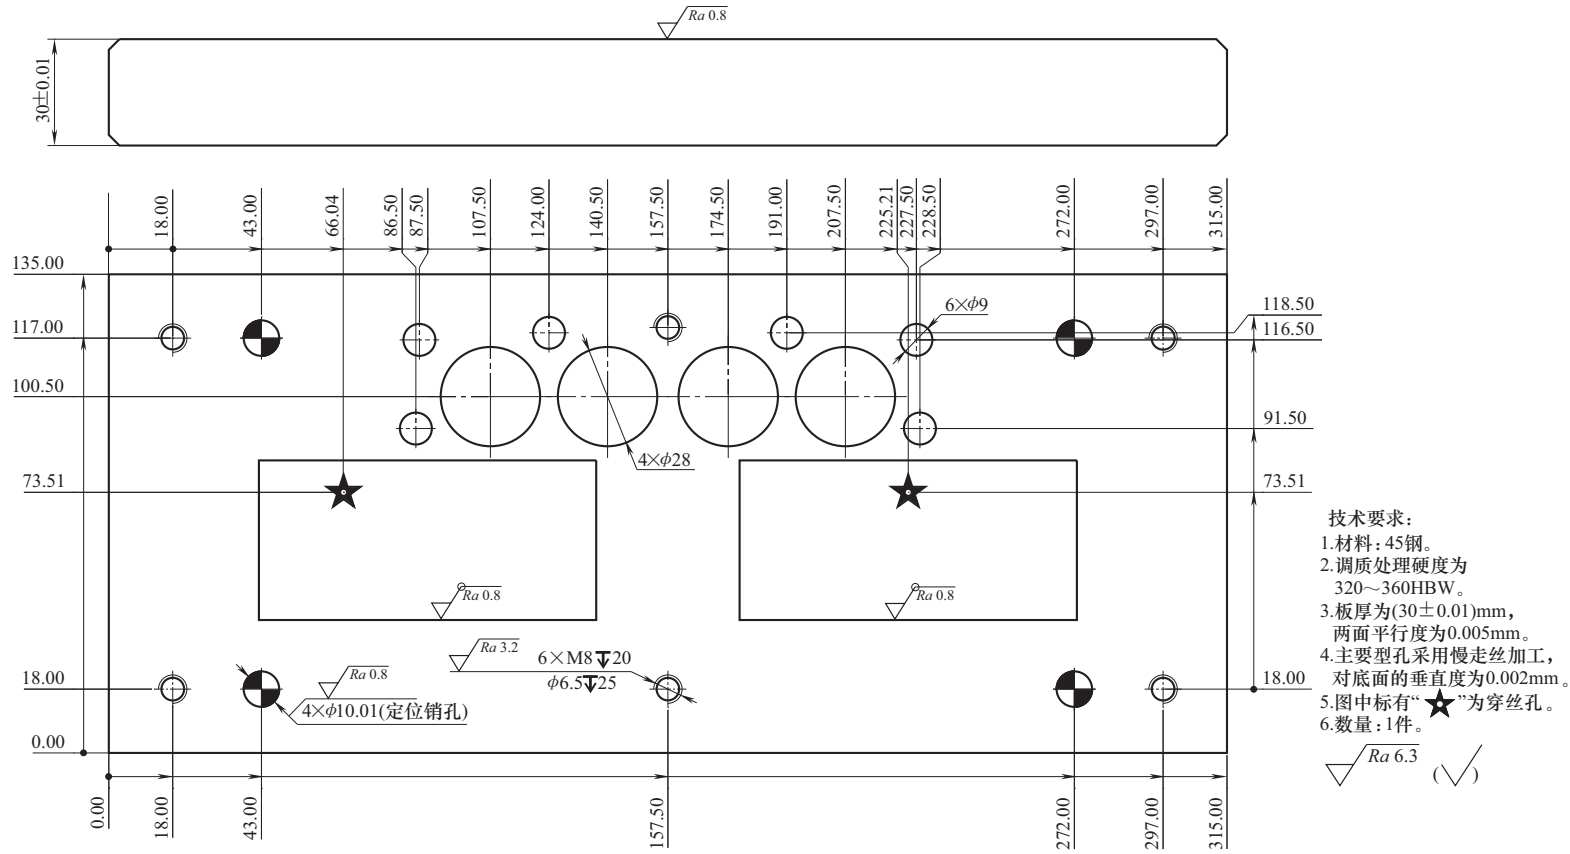 Ra 0.8
30±0.01
18.00
43.00
66.04
86.50
87.50
107.50
124.00
140.50
157.50
174.50
191.00
207.50
225.21
227.50
228.50
272.00
297.00
315.00
135.00
117.00
100.50
73.51
18.00
0.00
6×ϕ9
118.50
116.50
91.50
73.51
18.00
4×ϕ28
Ra 0.8
Ra 0.8
Ra 3.2
6×M8↧20
ϕ6.5↧25
Ra 0.8
4×ϕ10.01(定位销孔)
0.00
18.00
43.00
157.50
272.00
297.00
315.00
技术要求：
1.材料：45钢。
2.调质处理硬度为
320～360HBW。
3.板厚为(30±0.01)mm，
两面平行度为0.005mm。
4.主要型孔采用慢走丝加工，
对底面的垂直度为0.002mm。
5.图中标有“★”为穿丝孔。
6.数量：1件。
Ra 6.3 (√)